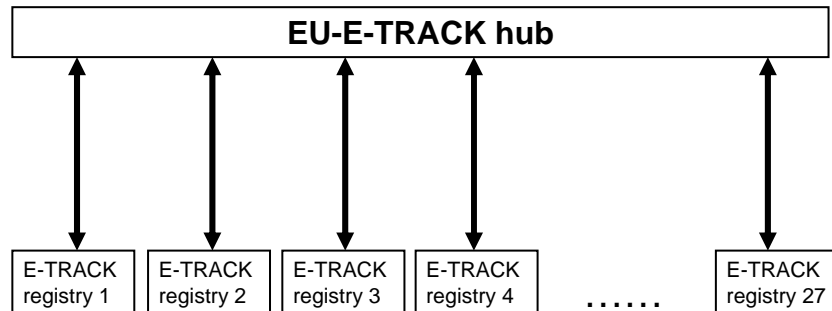 EU-E-TRACK hub
E-TRACK
registry 1
E-TRACK
registry 2
E-TRACK
registry 3
E-TRACK
registry 4
......
E-TRACK
registry 27